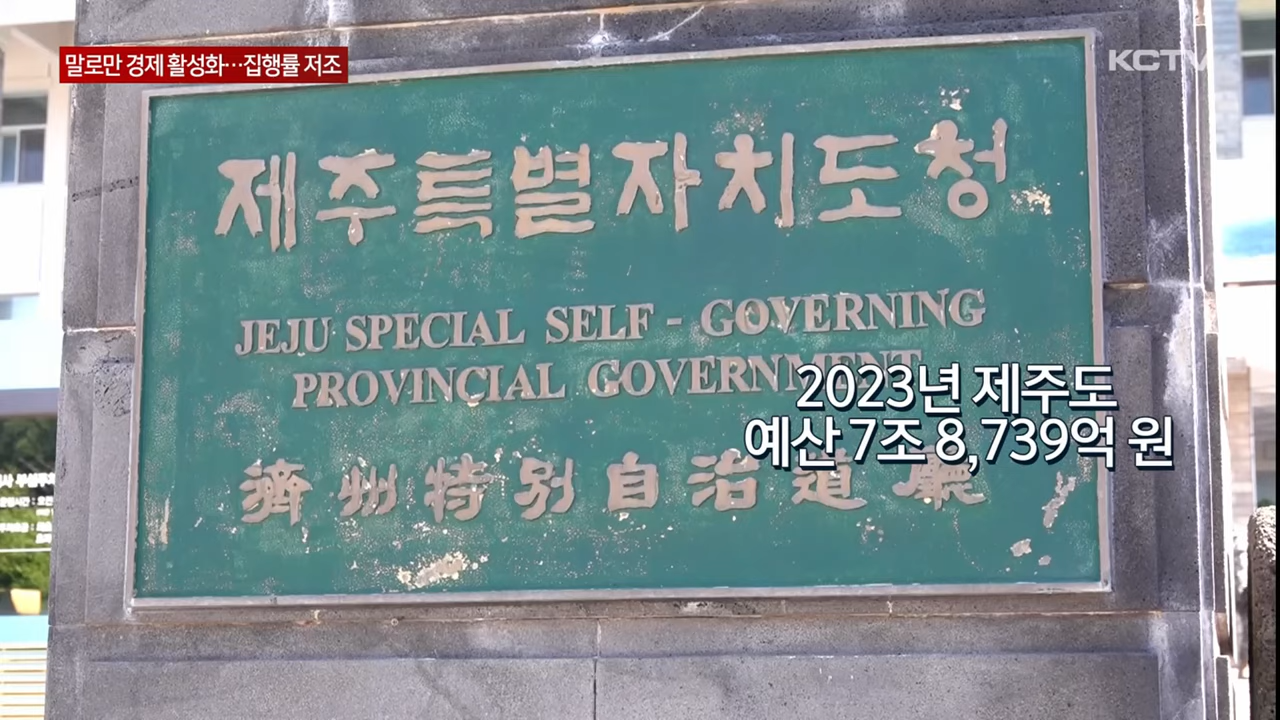 말로만 경제 활성화…집행률 저조
KCTV
제주특별자치도청
JEJU SPECIAL SELF - GOVERNING
PROVINCIAL GOVERNMENT
2023년 제주도
예산 7조 8,739억 원
濟州特別自治道廳